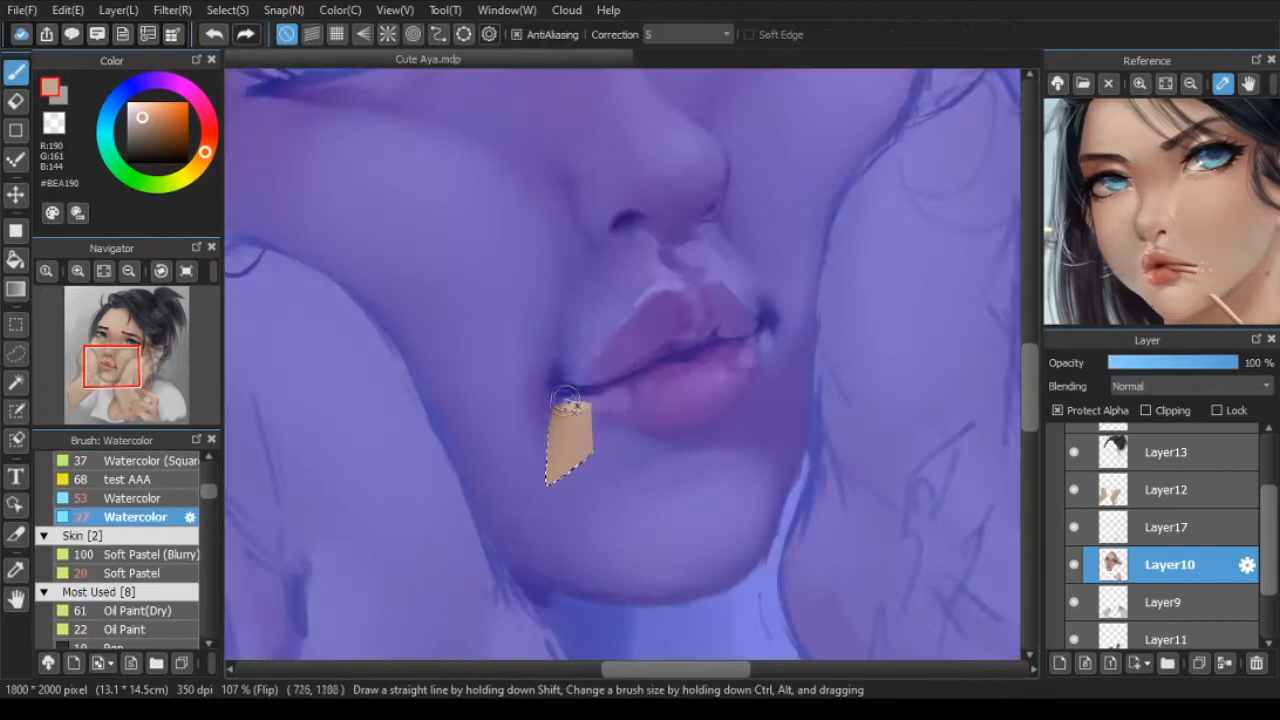 File(F) Edit(E) Layer(L) Filter(R) Select(S) Snap(N) Color(C) View(V) Tool(T) Window(W) Cloud Help
AntiAliasing Correction 5 Soft Edge
Color
Cute Aya.mdp
Reference
R:190
G:161
B:144
#BEA190
Navigator
Layer
Opacity 100 %
Blending Normal
Protect Alpha Clipping Lock
Brush: Watercolor
37 Watercolor (Squar
68 test AAA
53 Watercolor
27 Watercolor
Skin [2]
100 Soft Pastel (Blurry)
20 Soft Pastel
Most Used [8]
61 Oil Paint(Dry)
22 Oil Paint
Layer13
Layer12
Layer17
Layer10
Layer9
Layer11
1800 * 2000 pixel (13.1 * 14.5cm) 350 dpi 107 % (Flip) Draw a straight line by holding down Shift, Change a brush size by holding down Ctrl, Alt, and dragging